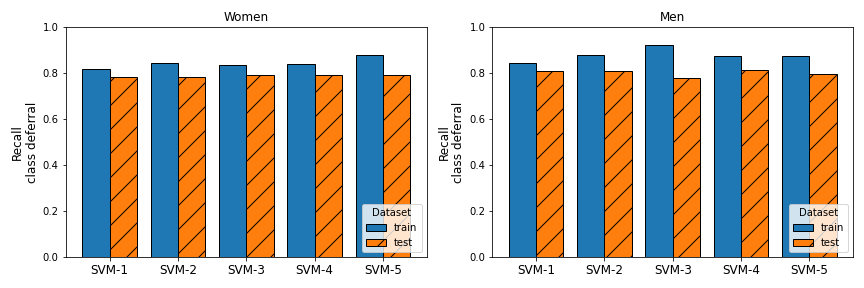 Women
1.0
0.8
0.6
0.4
0.2
0.0
Recall
class deferral
SVM-1 SVM-2 SVM-3 SVM-4 SVM-5
Dataset
train
test
Men
1.0
0.8
0.6
0.4
0.2
0.0
Recall
class deferral
SVM-1 SVM-2 SVM-3 SVM-4 SVM-5
Dataset
train
test